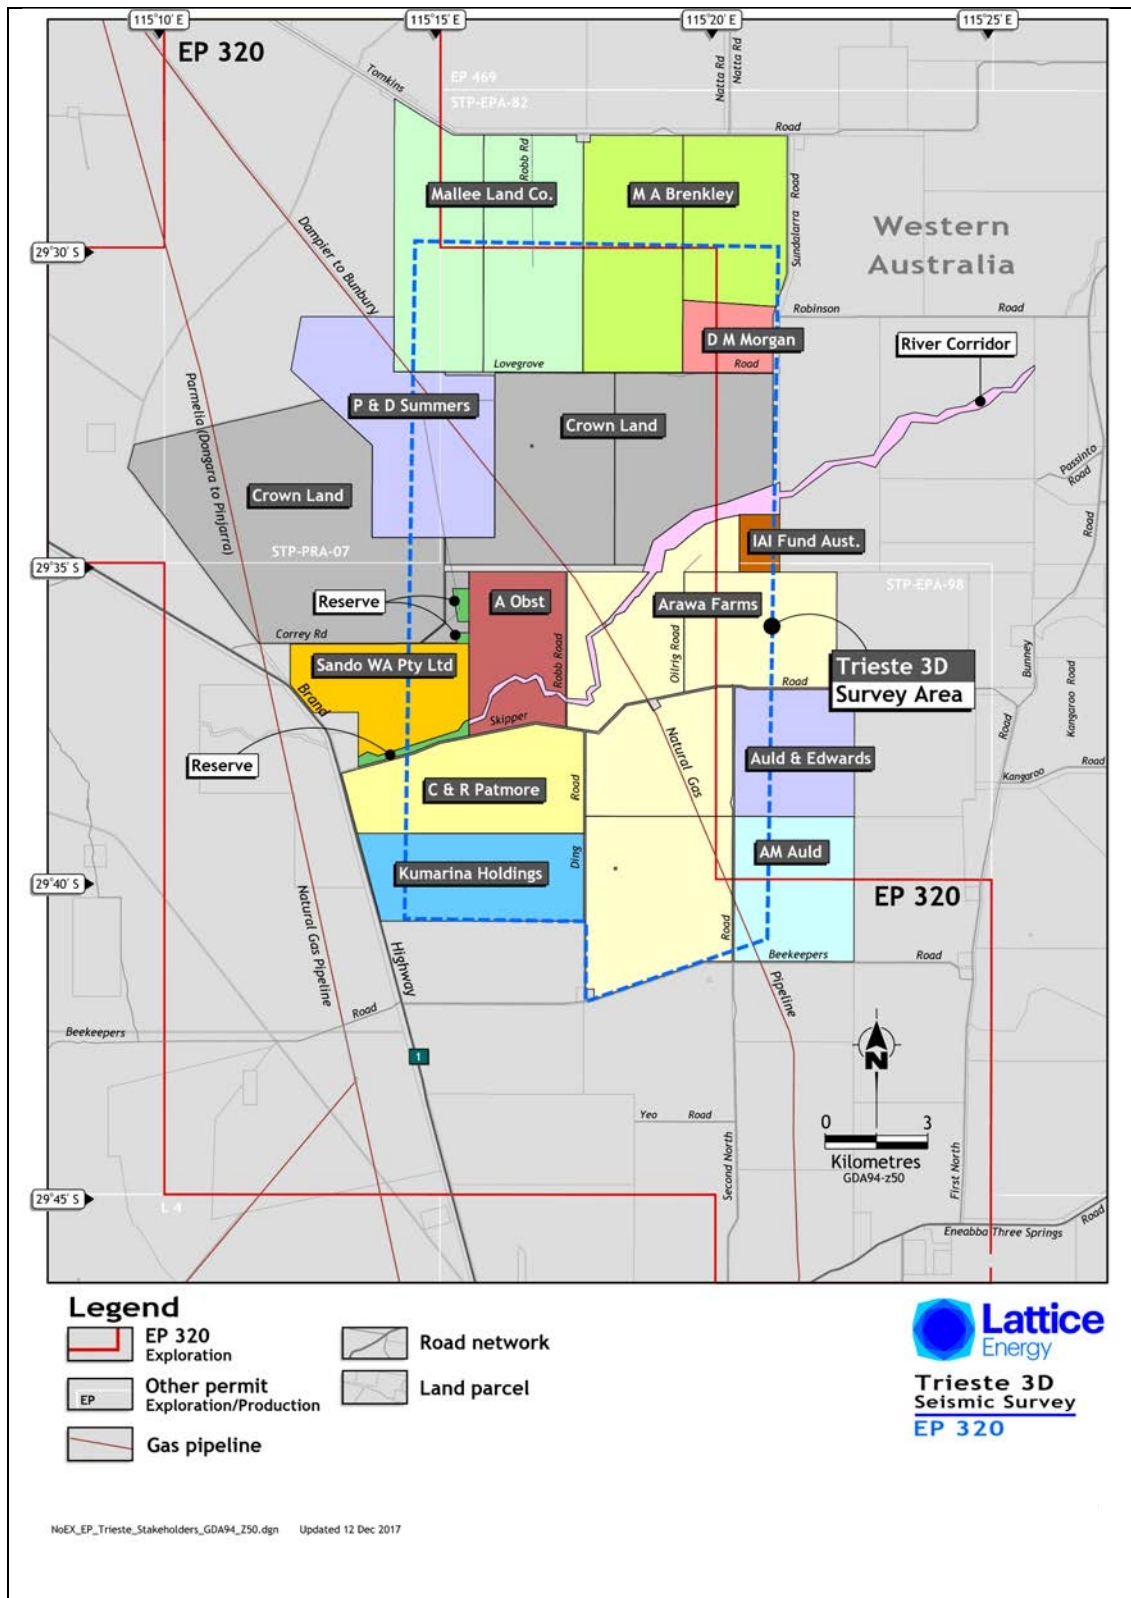 115°10' E
115°15' E
115°20' E
115°25' E
EP 320
Tomkins
EP 469
STP-EPA-82
Natta Rd
Natta Rd
Road
Robb Rd
Mallee Land Co.
M A Brenkley
Sundalarra Road
Western
Australia
29°30' S
Dampier to Bunbury
Robinson
Road
D M Morgan
River Corridor
Lovegrove
Road
Parmelia (Dongara to Pinjarra)
P & D Summers
Crown Land
Crown Land
Passinto
Road
Road
STP-PRA-07
IAI Fund Aust.
29°35' S
STP-EPA-98
Reserve
A Obst
Arawa Farms
Correy Rd
Sando WA Pty Ltd
Robb Road
Oilrig Road
Trieste 3D
Survey Area
Bunney
Road
Kangaroo Road
Brand
Road
Skipper
Reserve
Natural Gas
Auld & Edwards
Kangaroo
Road
C & R Patmore
Road
Ding
AM Auld
Kumarina Holdings
29°40' S
EP 320
Natural Gas Pipeline
Highway
Road
Beekeepers
Road
Pipeline
Road
Beekeepers
1
N
Yeo Road
0 3
Kilometres
GDA94-z50
Second North
First North
29°45' S
L 4
Eneabba Three Springs
Road
Legend
EP 320
Exploration
Road network
EP
Other permit
Exploration/Production
Land parcel
Gas pipeline
Lattice
Energy
Trieste 3D
Seismic Survey
EP 320
NoEX_EP_Trieste_Stakeholders_GDA94_Z50.dgn Updated 12 Dec 2017